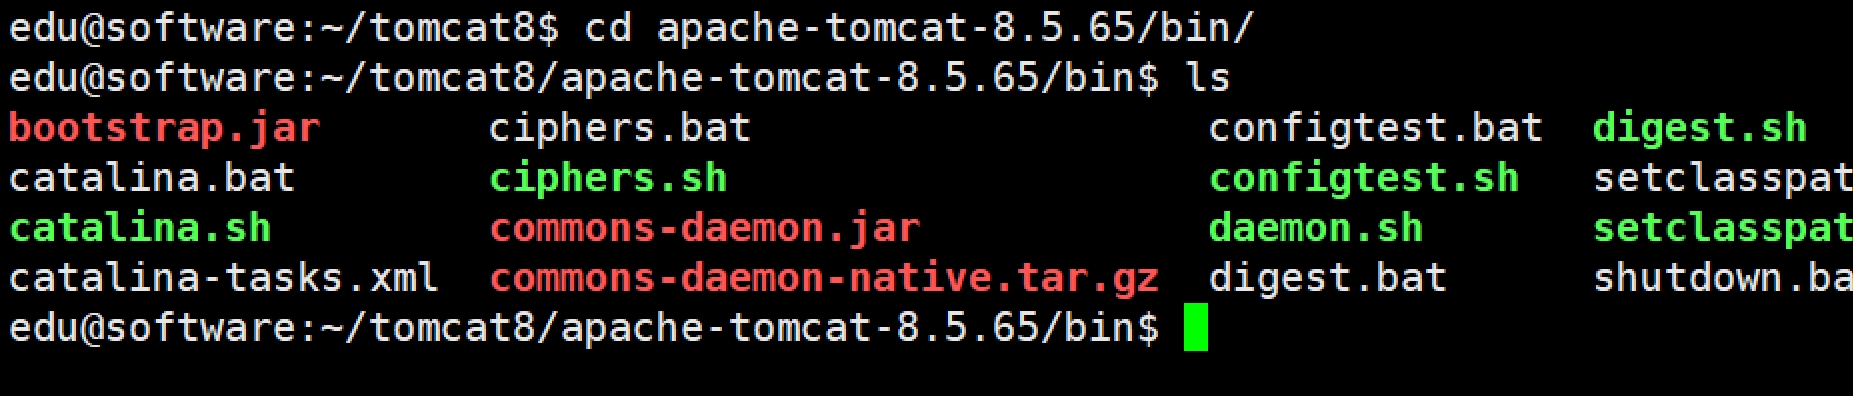 edu@software:~/tomcat8$ cd apache-tomcat-8.5.65/bin/
edu@software:~/tomcat8/apache-tomcat-8.5.65/bin$ ls
bootstrap.jar ciphers.bat configtest.bat digest.sh
catalina.bat ciphers.sh configtest.sh setclasspat
catalina.sh commons-daemon.jar daemon.sh setclasspat
catalina-tasks.xml commons-daemon-native.tar.gz digest.bat shutdown.ba
edu@software:~/tomcat8/apache-tomcat-8.5.65/bin$